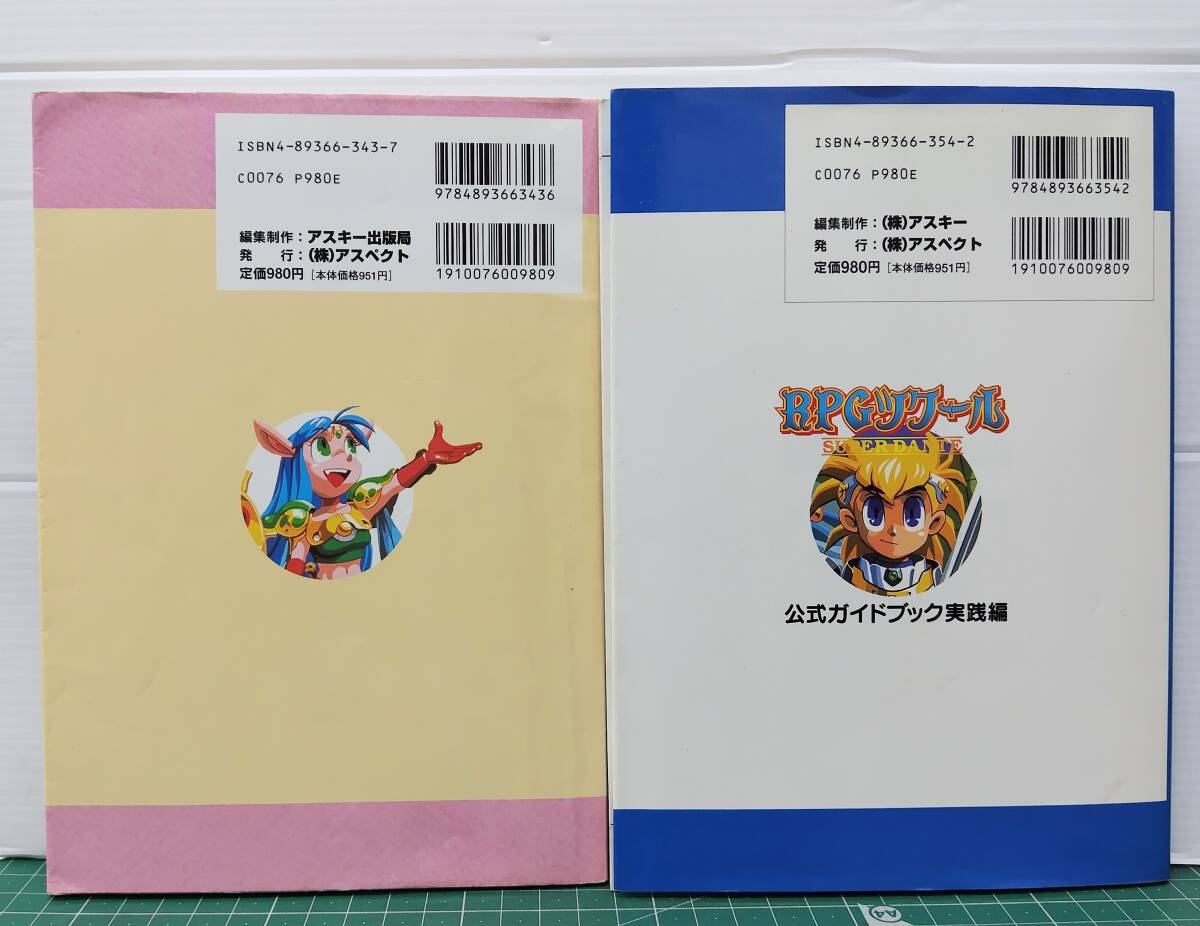 ISBN4-89366-343-7
C0076 P980E
9784893663436
編集制作：アスキー出版局
発　　行：(株)アスペクト
定価980円［本体価格951円］
1910076009809
ISBN4-89366-354-2
C0076 P980E
9784893663542
編集制作：(株)アスキー
発　　行：(株)アスペクト
定価980円［本体価格951円］
1910076009809
RPGツクール
SUPER DANTE
公式ガイドブック実践編
A4